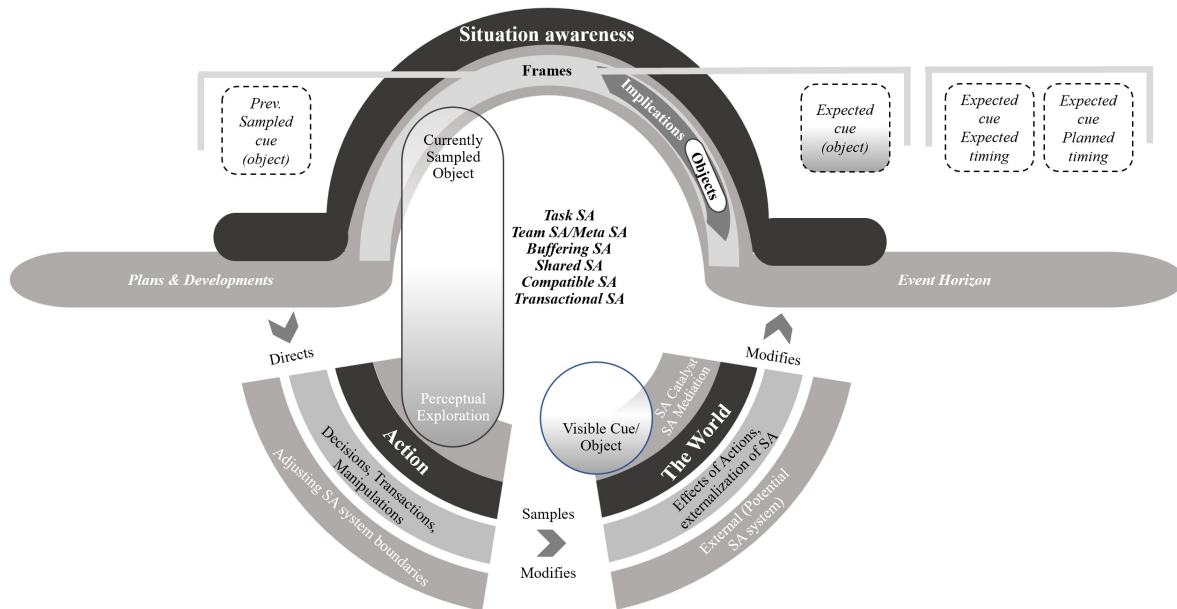 Situation awareness
Frames
Implications
Objects
Prev.
Sampled
cue
(object)
Currently
Sampled
Object
Expected
cue
(object)
Expected
cue
Expected
timing
Expected
cue
Planned
timing
Task SA
Team SA/Meta SA
Buffering SA
Shared SA
Compatible SA
Transactional SA
Plans & Developments
Event Horizon
Directs
Modifies
Perceptual
Exploration
Action
Decisions, Transactions,
Manipulations
Adjusting SA system boundaries
Visible Cue/
Object
SA Catalyst
SA Mediation
The World
Effects of Actions,
externalization of SA
External (Potential
SA system)
Samples
Modifies